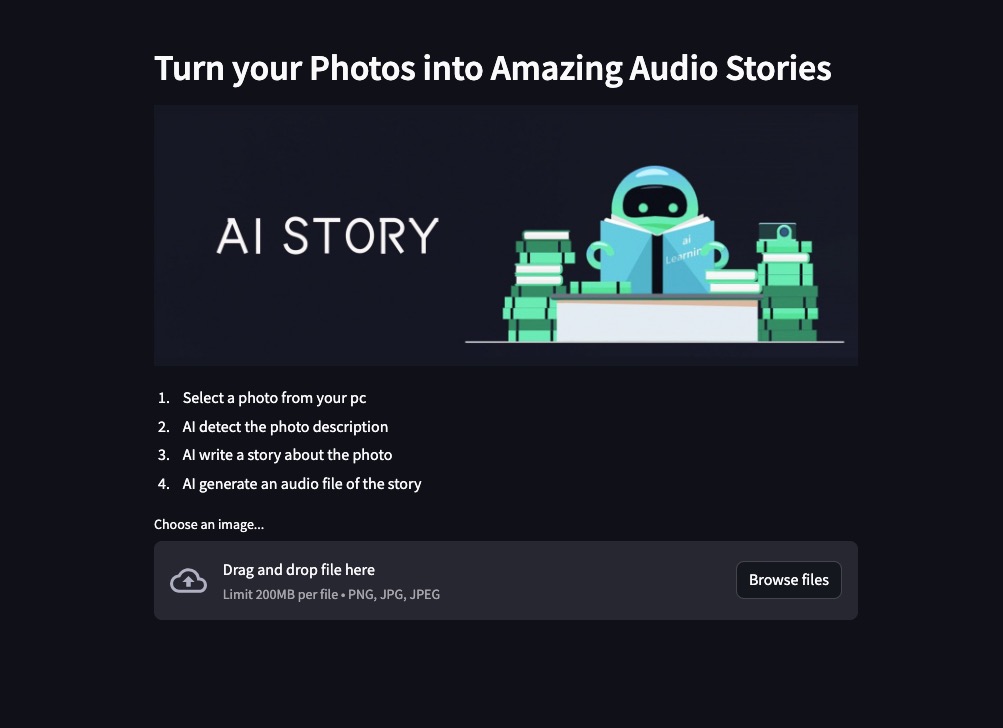 Turn your Photos into Amazing Audio Stories
AI STORY
ai
Learning
1. Select a photo from your pc
2. AI detect the photo description
3. AI write a story about the photo
4. AI generate an audio file of the story
Choose an image...
Drag and drop file here
Limit 200MB per file • PNG, JPG, JPEG
Browse files